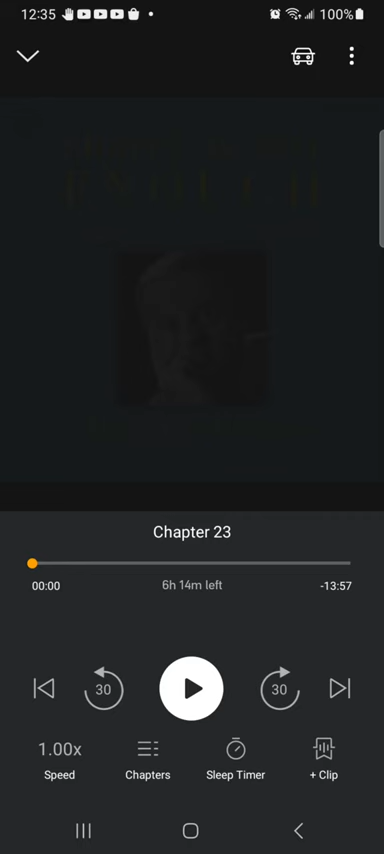 12:35
100%
Chapter 23
00:00
6h 14m left
-13:57
30
30
1.00x
Speed
Chapters
Sleep Timer
+ Clip